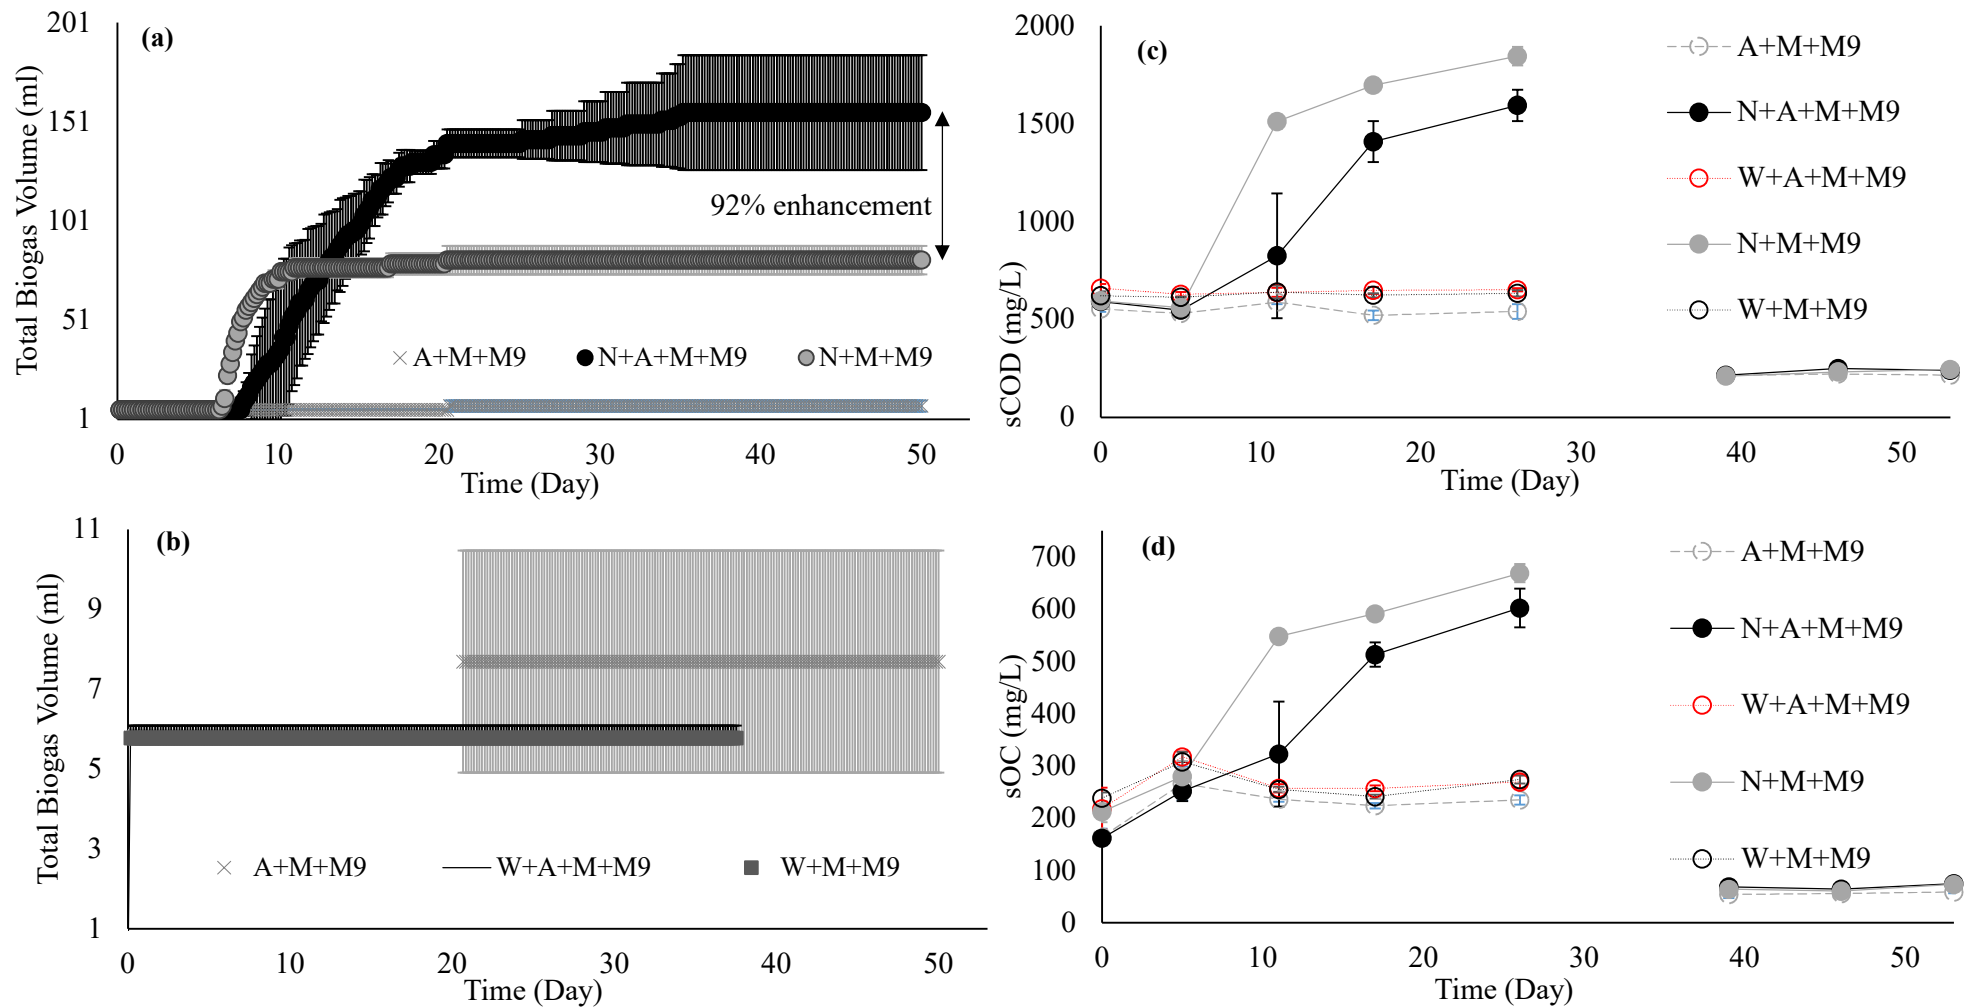 (a)
Total Biogas Volume (ml)
201
151
101
51
1
92% enhancement
A+M+M9 N+A+M+M9 N+M+M9
0 10 20 30 40 50
Time (Day)
(b)
Total Biogas Volume (ml)
11
9
7
5
3
1
A+M+M9 W+A+M+M9 W+M+M9
0 10 20 30 40 50
Time (Day)
(c)
sCOD (mg/L)
2000
1500
1000
500
0
0 10 20 30 40 50
Time (Day)
A+M+M9
N+A+M+M9
W+A+M+M9
N+M+M9
W+M+M9
(d)
sOC (mg/L)
700
600
500
400
300
200
100
0
0 10 20 30 40 50
Time (Day)
A+M+M9
N+A+M+M9
W+A+M+M9
N+M+M9
W+M+M9